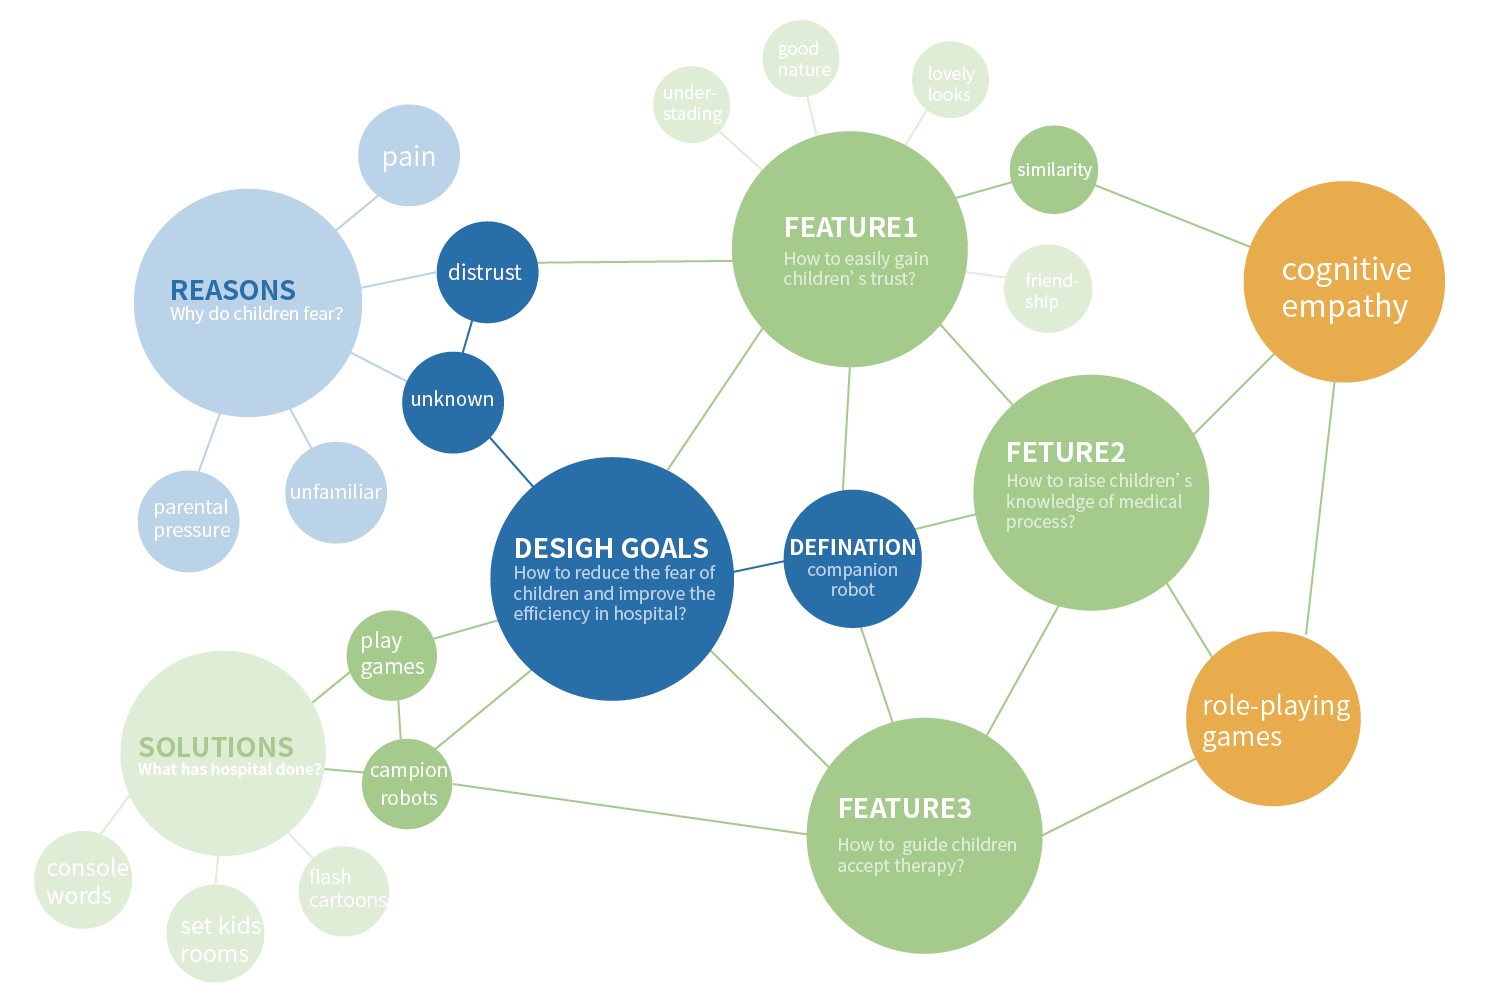 good
nature
lovely
looks
under-
stading
pain
similarity
FEATURE1
How to easily gain
children’s trust?
distrust
cognitive
empathy
REASONS
Why do children fear?
friend-
ship
unknown
FETURE2
How to raise children’s
knowledge of medical
process?
unfamiliar
parental
pressure
DESIGH GOALS
How to reduce the fear of
children and improve the
efficiency in hospital?
DEFINATION
companion
robot
play
games
role-playing
games
SOLUTIONS
What has hospital done?
campion
robots
FEATURE3
How to guide children
accept therapy?
console
words
flash
cartoons
set kids
rooms